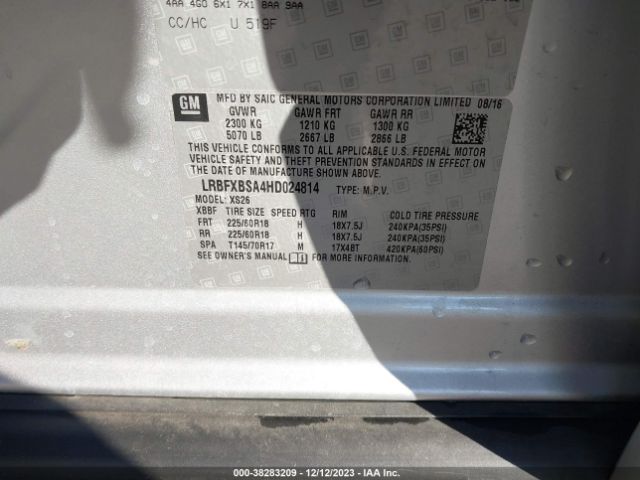 4AA 4G0 6X1 7X1 8AA 9AA
CC/HC U 519F
GM
MFD BY SAIC GENERAL MOTORS CORPORATION LIMITED 08/16
GVWR GAWR FRT GAWR RR
2300 KG 1210 KG 1300 KG
5070 LB 2667 LB 2866 LB
THIS VEHICLE CONFORMS TO ALL APPLICABLE U.S. FEDERAL MOTOR
VEHICLE SAFETY AND THEFT PREVENTION STANDARDS IN EFFECT ON
THE DATE OF MANUFACTURE SHOWN ABOVE.
LRBFXBSA4HD024814 TYPE: M.P.V.
MODEL: XS26
XBBF TIRE SIZE SPEED RTG RIM COLD TIRE PRESSURE
FRT 225/60R18 H 18X7.5J 240KPA(35PSI)
RR 225/60R18 H 18X7.5J 240KPA(35PSI)
SPA T145/70R17 M 17X4BT 420KPA(60PSI)
SEE OWNER'S MANUAL FOR MORE INFORMATION.
000-38283209 - 12/12/2023 - IAA Inc.